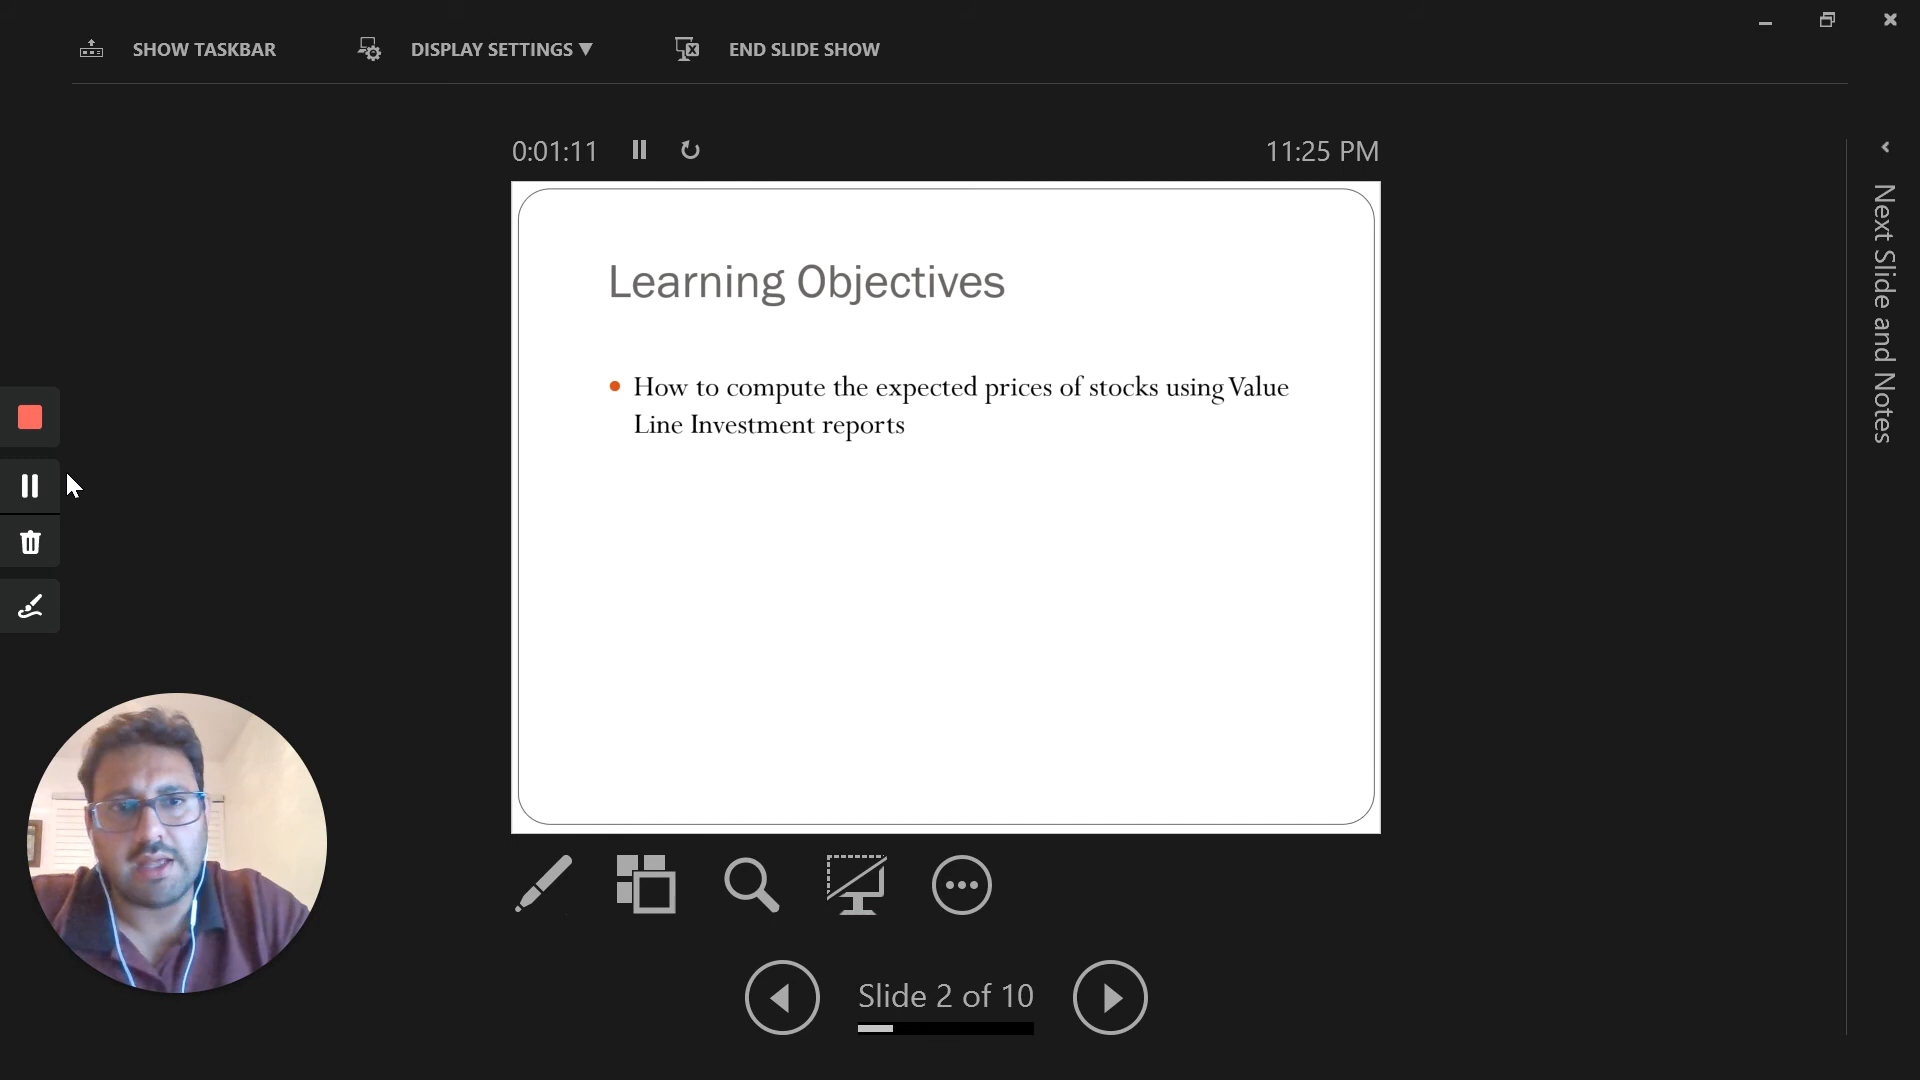 SHOW TASKBAR
DISPLAY SETTINGS ▼
END SLIDE SHOW
0:01:11
11:25 PM
Learning Objectives
• How to compute the expected prices of stocks using Value
Line Investment reports
Next Slide and Notes
Slide 2 of 10